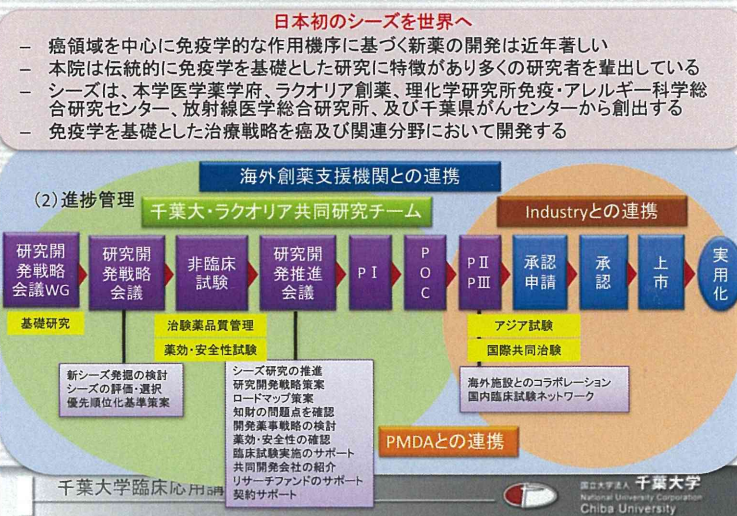 日本初のシーズを世界へ
– 癌領域を中心に免疫学的な作用機序に基づく新薬の開発は近年著しい
– 本院は伝統的に免疫学を基礎とした研究に特徴があり多くの研究者を輩出している
– シーズは、本学医学薬学府、ラクオリア創薬、理化学研究所免疫・アレルギー科学総
合研究センター、放射線医学総合研究所、及び千葉県がんセンターから創出する
– 免疫学を基礎とした治療戦略を癌及び関連分野において開発する
海外創薬支援機関との連携
(2)進捗管理
千葉大・ラクオリア共同研究チーム
Industryとの連携
研究開
発戦略
会議WG
研究開
発戦略
会議
非臨床
試験
研究開
発推進
会議
PⅠ
P
O
C
PⅡ
PⅢ
承認
申請
承
認
上
市
実
用
化
基礎研究
治験薬品質管理
薬効・安全性試験
アジア試験
国際共同治験
新シーズ発掘の検討
シーズの評価・選択
優先順位化基準策案
シーズ研究の推進
研究開発戦略策案
ロードマップ策案
知財の問題点を確認
開発薬事戦略の検討
薬効・安全性の確認
臨床試験実施のサポート
共同開発会社の紹介
リサーチファンドのサポート
契約サポート
海外施設とのコラボレーション
国内臨床試験ネットワーク
PMDAとの連携
千葉大学臨床応用
国立大学法人 千葉大学
National University Corporation
Chiba University